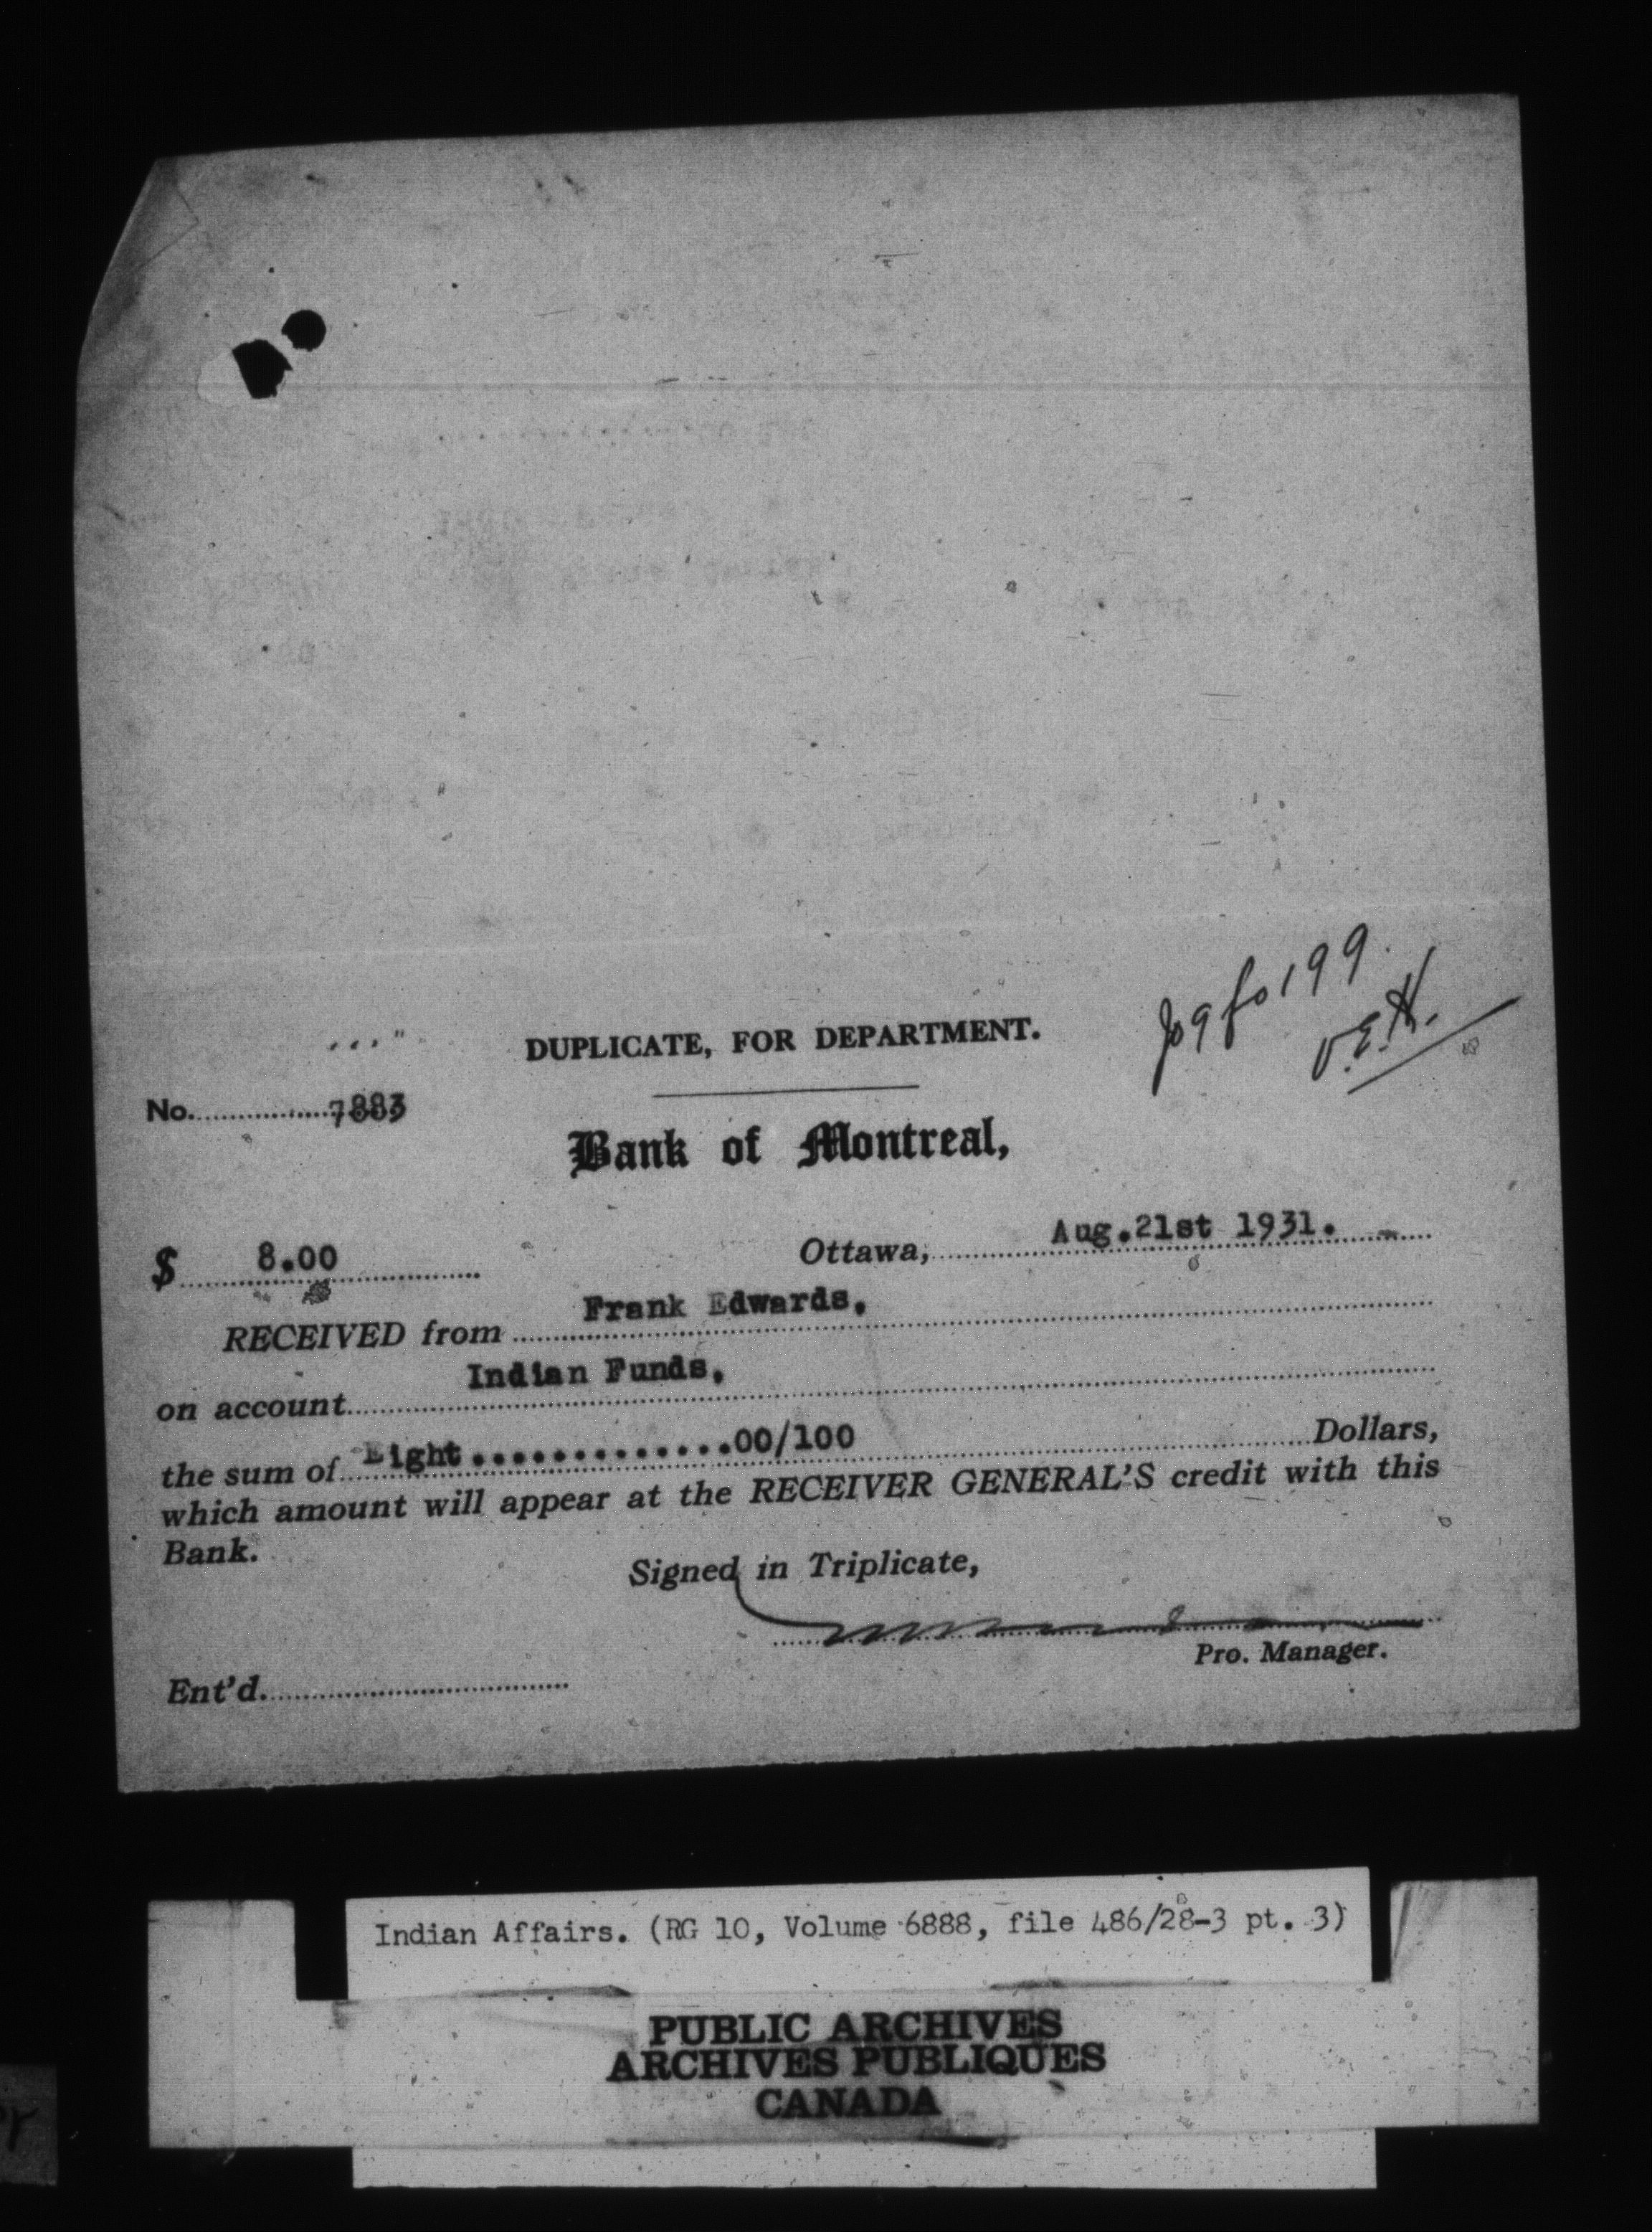 DUPLICATE, FOR DEPARTMENT.
fo 199
V.E.H.
No. 7883
Bank of Montreal,
$ 8.00
Ottawa, Aug.21st 1931.
RECEIVED from Frank Edwards.
on account Indian Funds.
the sum of Eight.............00/100 Dollars,
which amount will appear at the RECEIVER GENERAL'S credit with this
Bank.
Signed in Triplicate,
Pro. Manager.
Ent'd.
Indian Affairs. (RG 10, Volume 6888, file 486/28-3 pt. 3)
PUBLIC ARCHIVES
ARCHIVES PUBLIQUES
CANADA